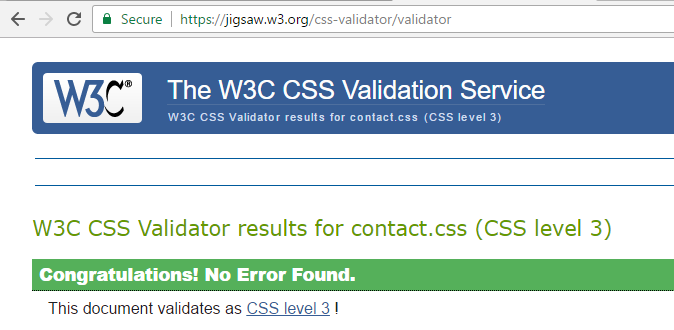 Secure | https://jigsaw.w3.org/css-validator/validator
W3C® The W3C CSS Validation Service
W3C CSS Validator results for contact.css (CSS level 3)
W3C CSS Validator results for contact.css (CSS level 3)
Congratulations! No Error Found.
This document validates as CSS level 3 !